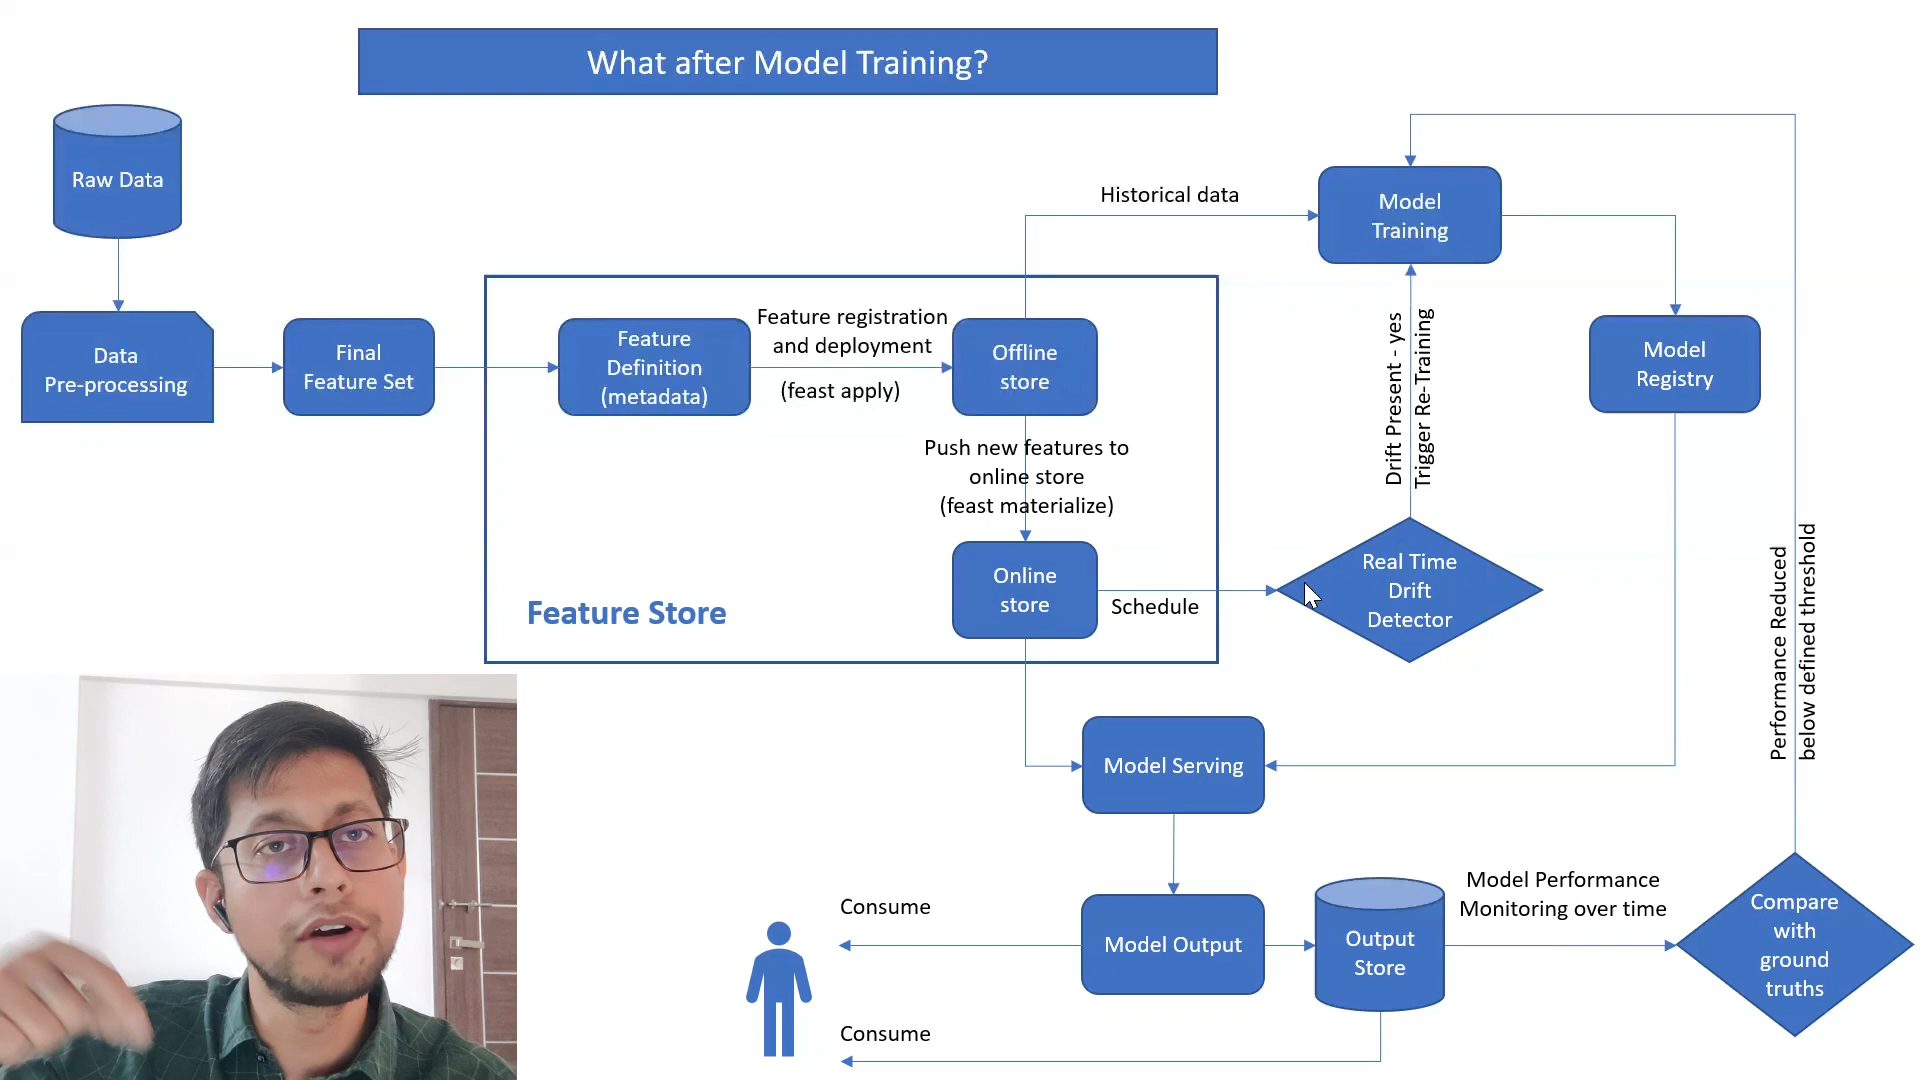 What after Model Training?
Raw Data
Historical data
Model
Training
Data
Pre-processing
Final
Feature Set
Feature
Definition
(metadata)
Feature registration
and deployment
(feast apply)
Offline
store
Drift Present - yes
Trigger Re-Training
Model
Registry
Push new features to
online store
(feast materialize)
Online
store
Schedule
Real Time
Drift
Detector
Feature Store
Performance Reduced
below defined threshold
Model Serving
Consume
Model Output
Output
Store
Model Performance
Monitoring over time
Compare
with
ground
truths
Consume